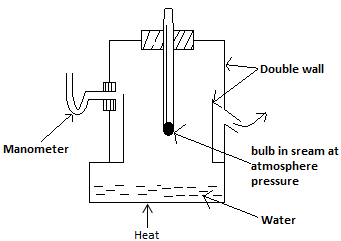 Double wall
Manometer
bulb in sream at
atmosphere
pressure
Water
Heat